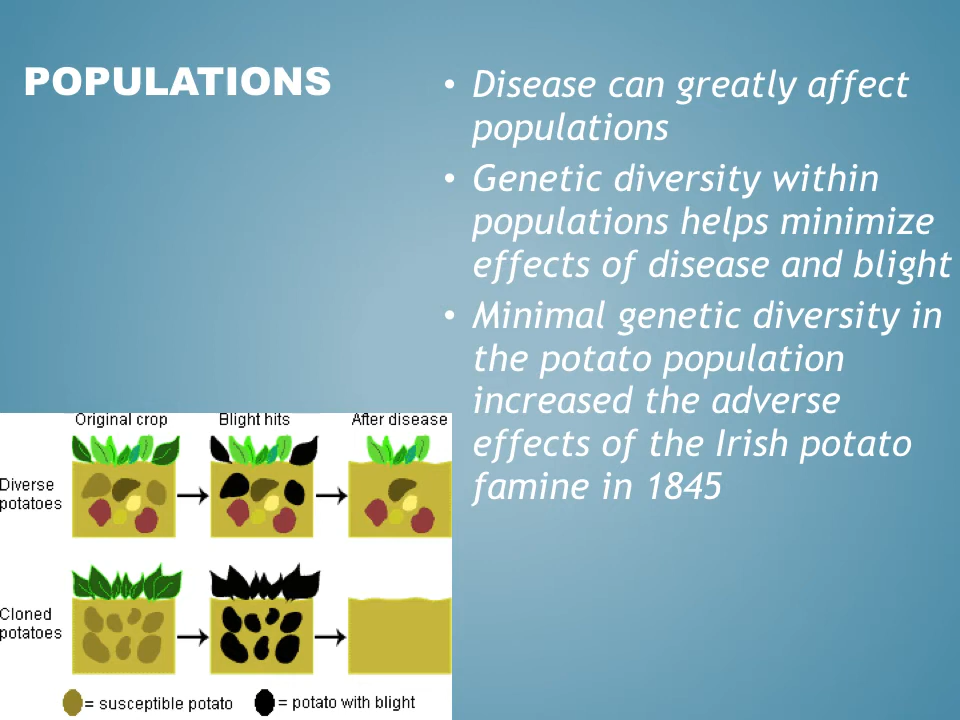 POPULATIONS
• Disease can greatly affect
populations
• Genetic diversity within
populations helps minimize
effects of disease and blight
• Minimal genetic diversity in
the potato population
increased the adverse
effects of the Irish potato
famine in 1845
Original crop Blight hits After disease
Diverse
potatoes
Cloned
potatoes
= susceptible potato = potato with blight